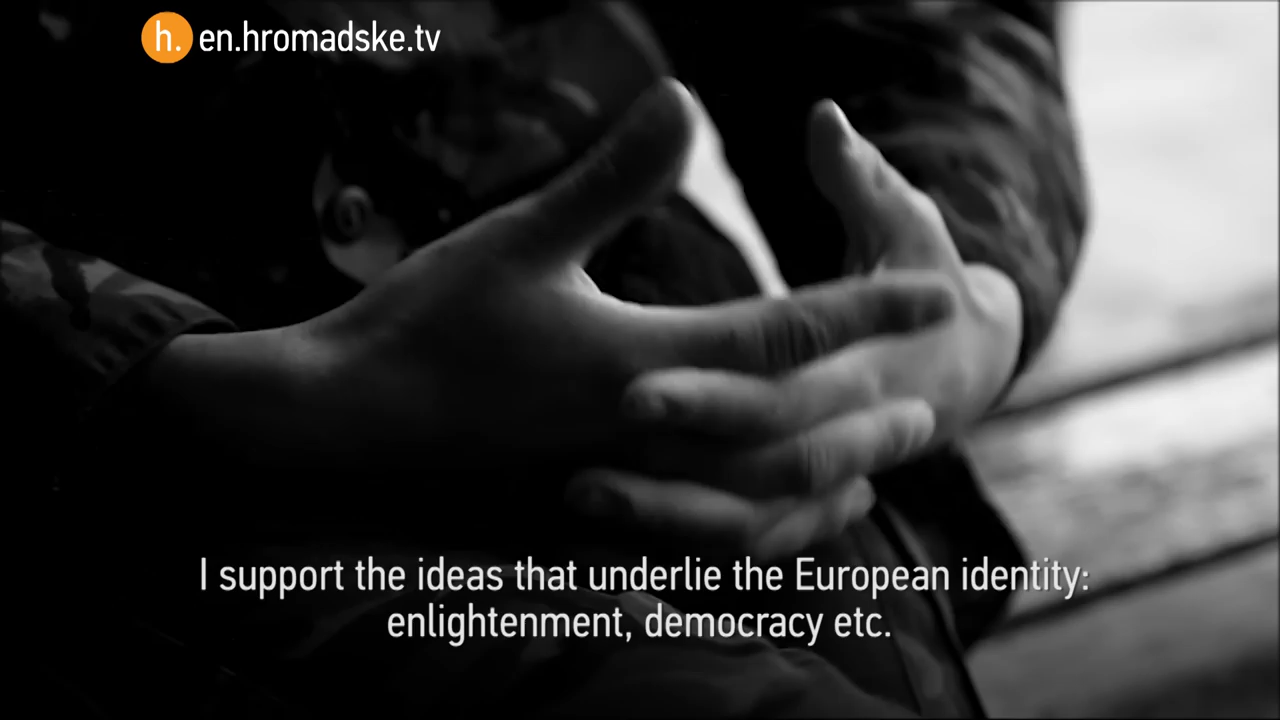 h. en.hromadske.tv
I support the ideas that underlie the European identity:
enlightenment, democracy etc.